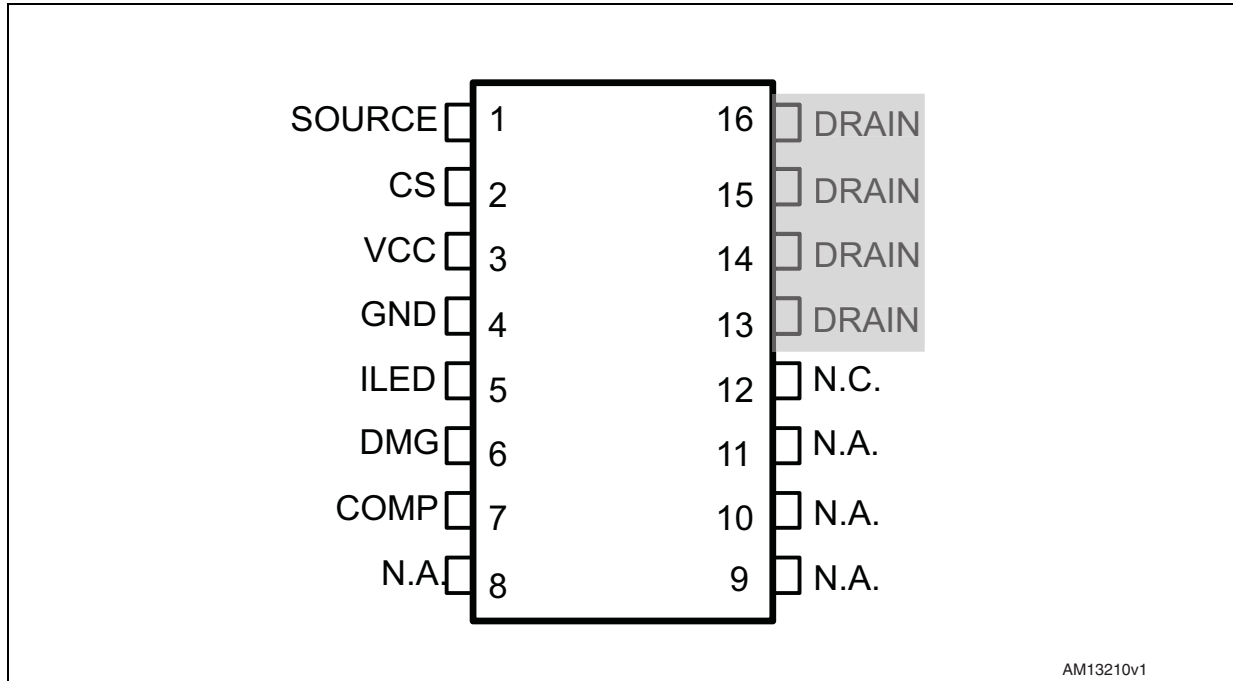 SOURCE 1 16 DRAIN
CS 2 15 DRAIN
VCC 3 14 DRAIN
GND 4 13 DRAIN
ILED 5 12 N.C.
DMG 6 11 N.A.
COMP 7 10 N.A.
N.A. 8 9 N.A.
AM13210v1